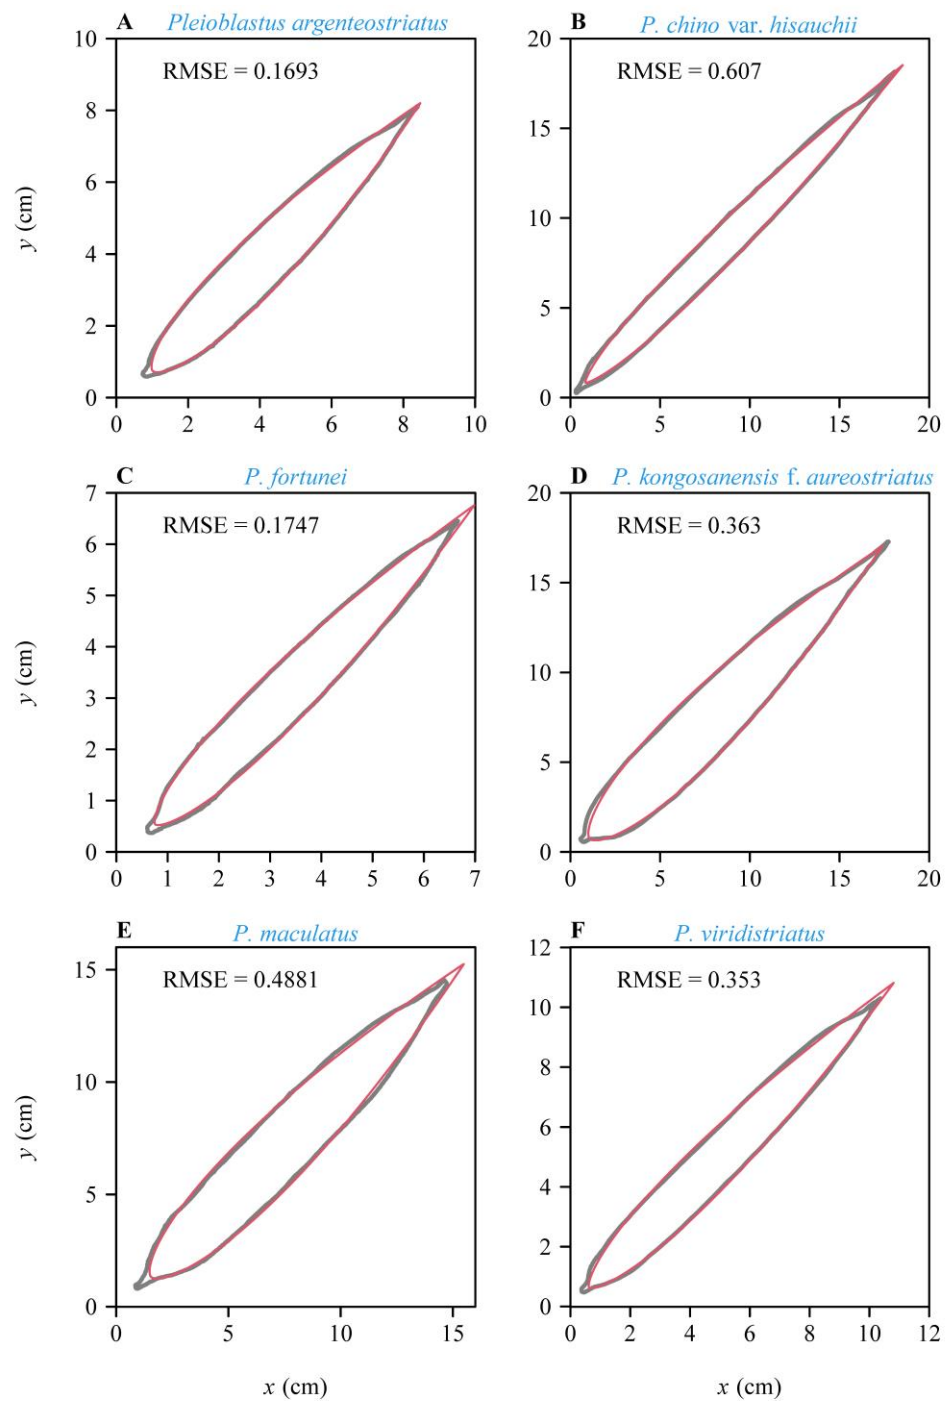 A Pleioblastus argenteostriatus
B P. chino var. hisauchii
RMSE = 0.1693
RMSE = 0.607
y (cm)
10
8
6
4
2
0
0 2 4 6 8 10
20
15
10
5
0
0 5 10 15 20
C P. fortunei
D P. kongosanensis f. aureostriatus
RMSE = 0.1747
RMSE = 0.363
y (cm)
7
6
5
4
3
2
1
0
0 1 2 3 4 5 6 7
20
15
10
5
0
0 5 10 15 20
E P. maculatus
F P. viridistriatus
RMSE = 0.4881
RMSE = 0.353
y (cm)
15
10
5
0
0 5 10 15
12
10
8
6
4
2
0
0 2 4 6 8 10 12
x (cm)
x (cm)